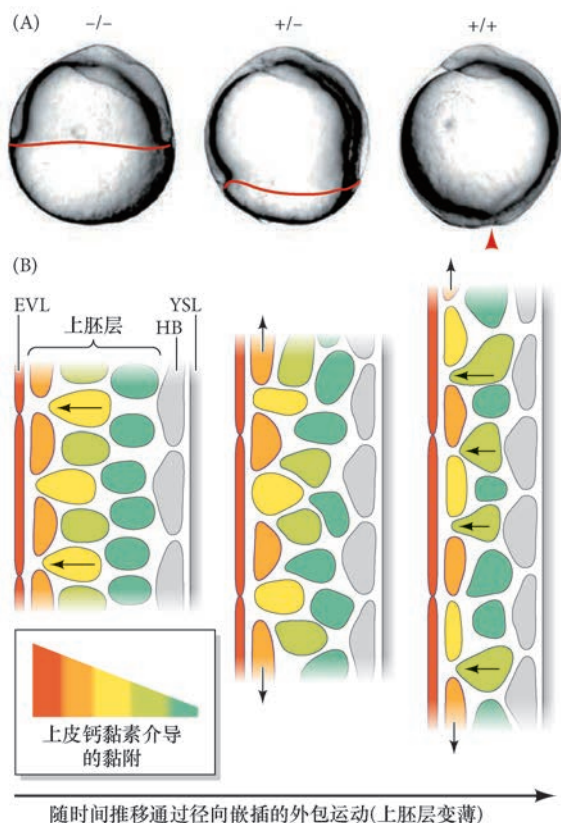 (A)
–/–
+/–
+/+
(B)
EVL
上胚层
HB
YSL
上皮钙黏素介导
的黏附
随时间推移通过径向嵌插的外包运动(上胚层变薄)